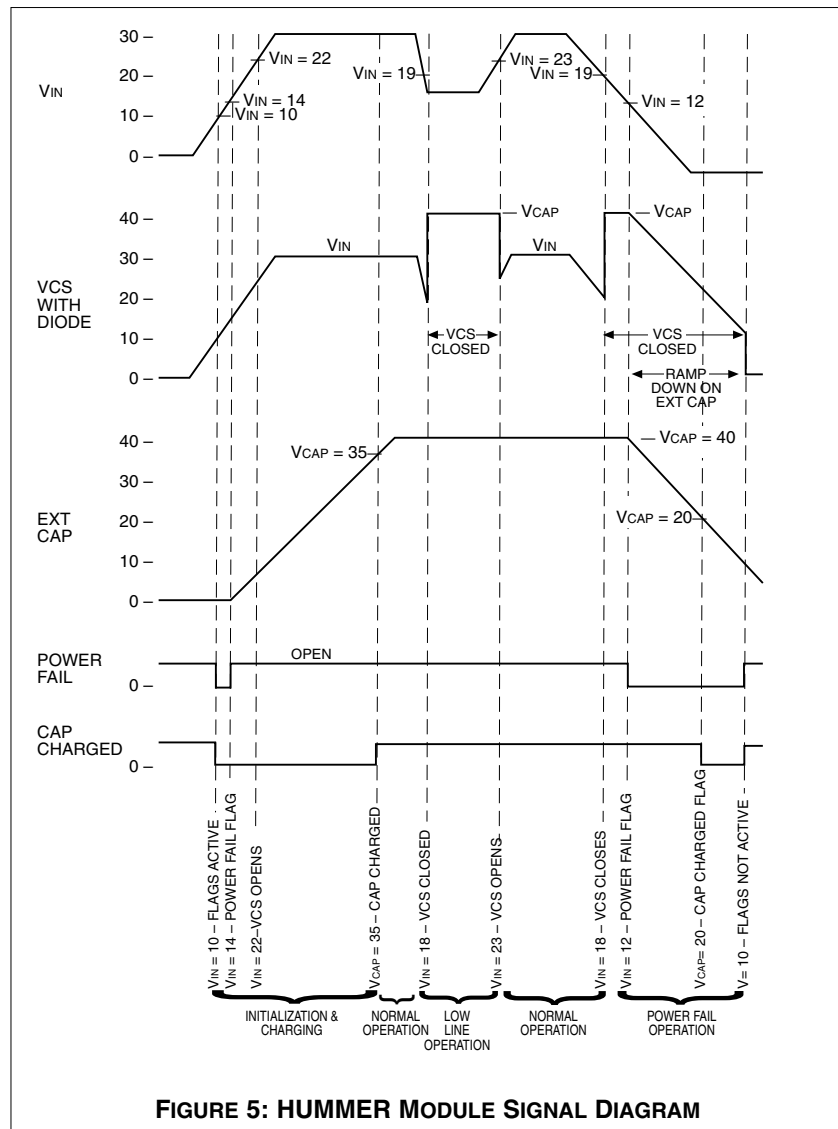 30 –
20 –
10 –
0 –
VIN
VIN = 22
VIN = 14
VIN = 10
VIN = 19
VIN = 23
VIN = 19
VIN = 12
40 –
30 –
20 –
10 –
0 –
VCS
WITH
DIODE
VIN
VCAP
VIN
VCAP
VCS
CLOSED
VCS
CLOSED
RAMP
DOWN ON
EXT CAP
40 –
30 –
20 –
10 –
0 –
EXT
CAP
VCAP = 35
VCAP = 40
VCAP = 20
POWER
FAIL
0 –
OPEN
CAP
CHARGED
0 –
VIN = 10 – FLAGS ACTIVE
VIN = 14 – POWER FAIL FLAG
VIN = 22–VCS OPENS
VCAP = 35 – CAP CHARGED
VIN = 18 – VCS CLOSED
VIN = 23 – VCS OPENS
VIN = 18 – VCS CLOSES
VIN = 12 – POWER FAIL FLAG
VCAP= 20 – CAP CHARGED FLAG
V= 10 – FLAGS NOT ACTIVE
INITIALIZATION &
CHARGING
NORMAL
OPERATION
LOW
LINE
OPERATION
NORMAL
OPERATION
POWER FAIL
OPERATION
FIGURE 5: HUMMER MODULE SIGNAL DIAGRAM